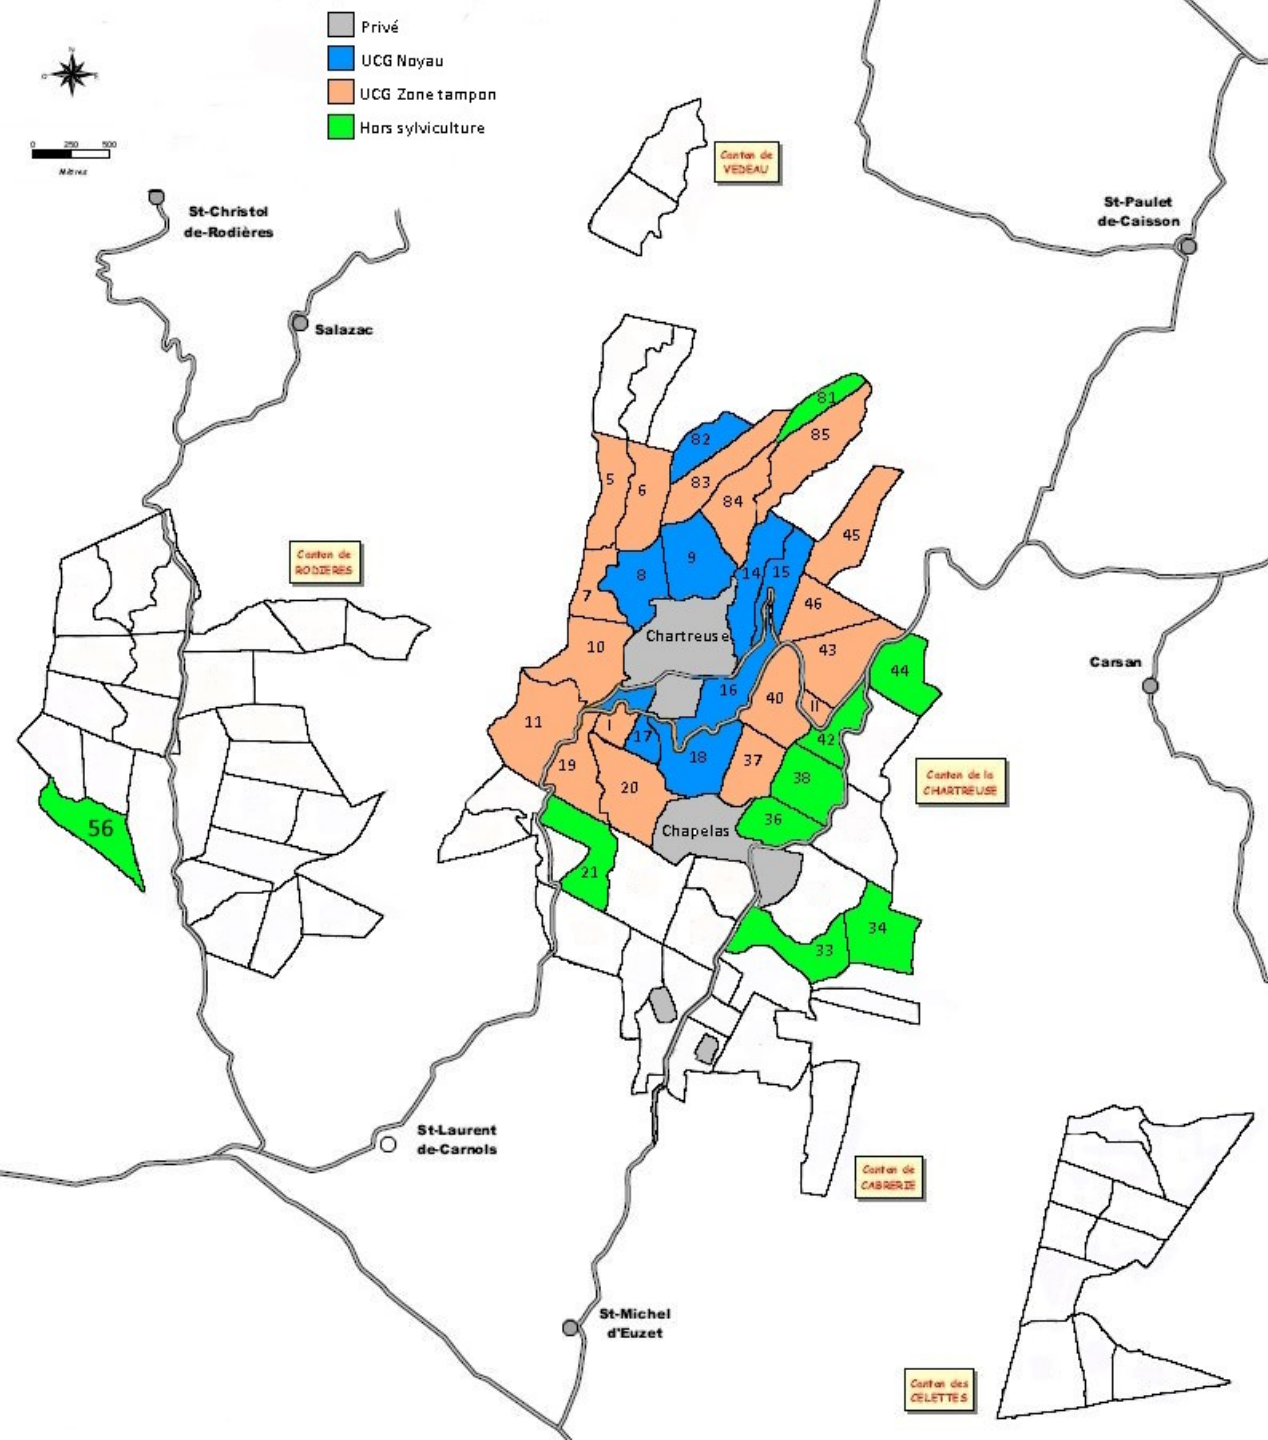 Privé
UCG Noyau
UCG Zone tampon
Hors sylviculture
N
O
E
0 250 500
Mètres
Canton de
VEDEAU
St-Christol
de-Rodières
St-Paulet
de-Caisson
Salazac
81
82
85
5
6
83
84
45
Canton de
RODIERES
9
8
14
15
7
46
Chartreuse
10
43
44
Carsan
16
40
II
11
I
17
42
18
37
19
38
20
Canton de la
CHARTREUSE
56
36
Chapelas
21
34
33
St-Laurent
de-Carnols
Canton de
CABRERIE
St-Michel
d'Euzet
Canton des
CELETTES